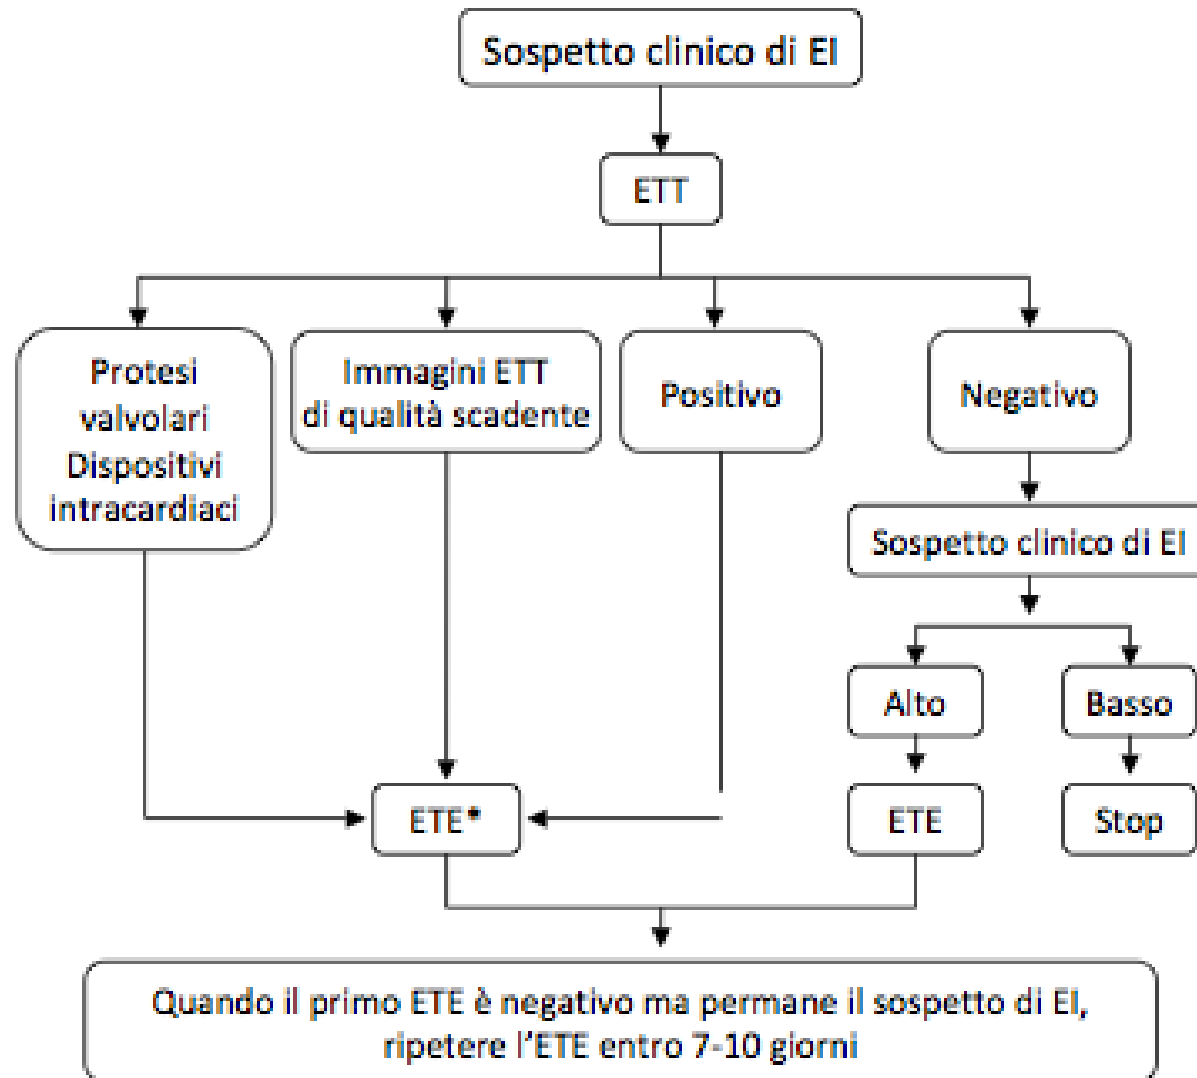 Sospetto clinico di EI
ETT
Protesi
valvolari
Dispositivi
intracardiaci
Immagini ETT
di qualità scadente
Positivo
Negativo
Sospetto clinico di EI
Alto
Basso
ETE*
ETE
Stop
Quando il primo ETE è negativo ma permane il sospetto di EI,
ripetere l'ETE entro 7-10 giorni